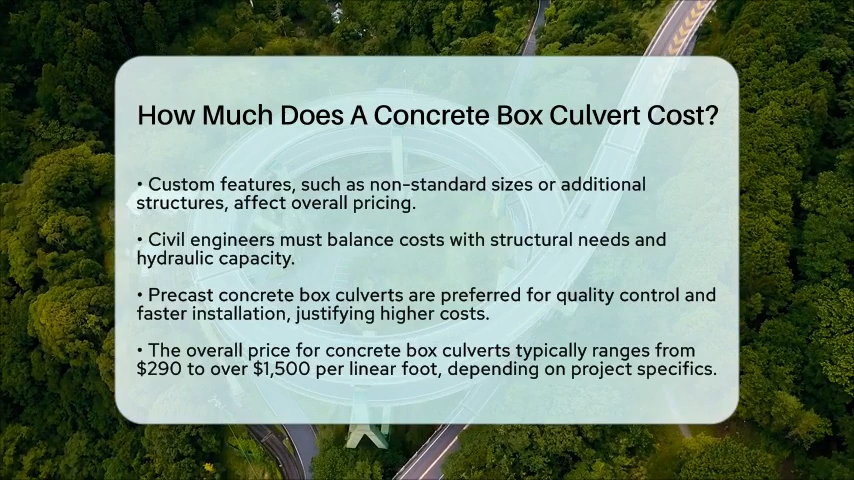 How Much Does A Concrete Box Culvert Cost?
• Custom features, such as non-standard sizes or additional
structures, affect overall pricing.
• Civil engineers must balance costs with structural needs and
hydraulic capacity.
• Precast concrete box culverts are preferred for quality control and
faster installation, justifying higher costs.
• The overall price for concrete box culverts typically ranges from
$290 to over $1,500 per linear foot, depending on project specifics.